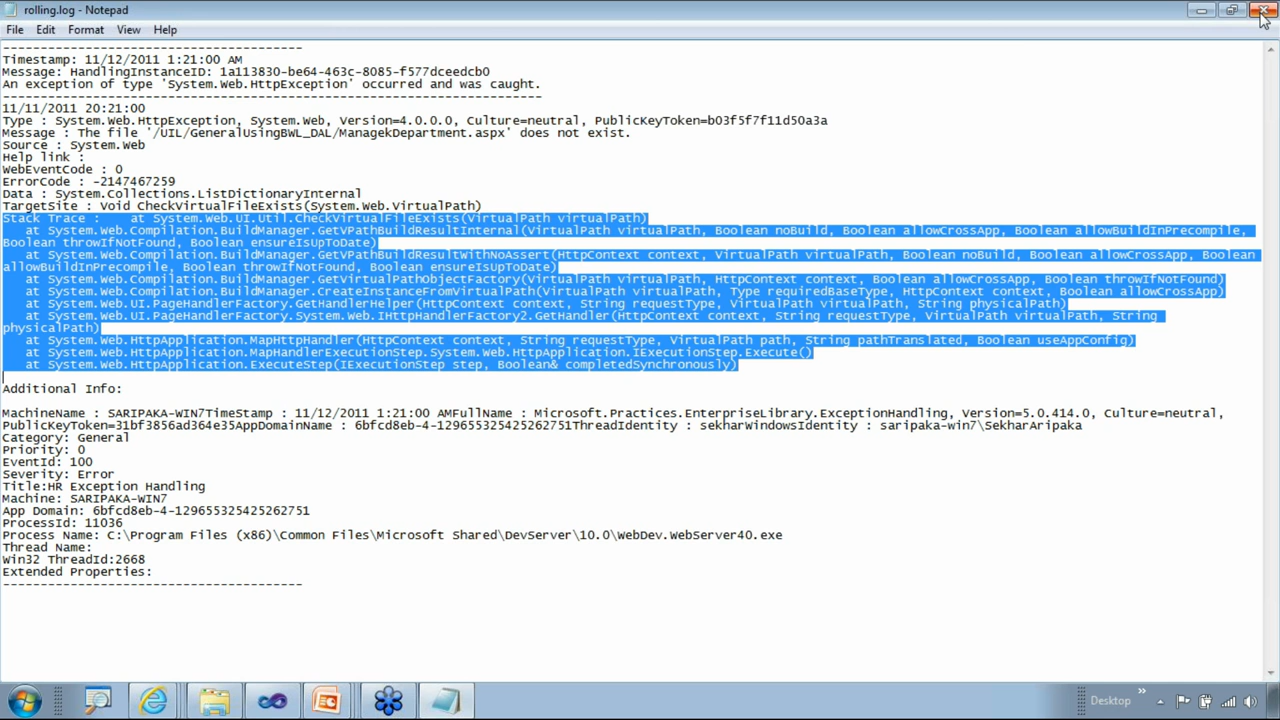 rolling.log - Notepad
File Edit Format View Help
----------------------------------------
Timestamp: 11/12/2011 1:21:00 AM
Message: HandlingInstanceID: 1a113830-be64-463c-8085-f577dceedcb0
An exception of type 'System.Web.HttpException' occurred and was caught.
------------------------------------------------------------------------
11/11/2011 20:21:00
Type : System.Web.HttpException, System.Web, Version=4.0.0.0, Culture=neutral, PublicKeyToken=b03f5f7f11d50a3a
Message : The file '/UIL/GeneralUsingBWL_DAL/ManagekDepartment.aspx' does not exist.
Source : System.Web
Help link :
WebEventCode : 0
ErrorCode : -2147467259
Data : System.Collections.ListDictionaryInternal
TargetSite : Void CheckVirtualFileExists(System.Web.VirtualPath)
Stack Trace :    at System.Web.UI.Util.CheckVirtualFileExists(VirtualPath virtualPath)
   at System.Web.Compilation.BuildManager.GetVPathBuildResultInternal(VirtualPath virtualPath, Boolean noBuild, Boolean allowCrossApp, Boolean allowBuildInPrecompile,
Boolean throwIfNotFound, Boolean ensureIsUpToDate)
   at System.Web.Compilation.BuildManager.GetVPathBuildResultWithNoAssert(HttpContext context, VirtualPath virtualPath, Boolean noBuild, Boolean allowCrossApp, Boolean
allowBuildInPrecompile, Boolean throwIfNotFound, Boolean ensureIsUpToDate)
   at System.Web.Compilation.BuildManager.GetVirtualPathObjectFactory(VirtualPath virtualPath, HttpContext context, Boolean allowCrossApp, Boolean throwIfNotFound)
   at System.Web.Compilation.BuildManager.CreateInstanceFromVirtualPath(VirtualPath virtualPath, Type requiredBaseType, HttpContext context, Boolean allowCrossApp)
   at System.Web.UI.PageHandlerFactory.GetHandlerHelper(HttpContext context, String requestType, VirtualPath virtualPath, String physicalPath)
   at System.Web.UI.PageHandlerFactory.System.Web.IHttpHandlerFactory2.GetHandler(HttpContext context, String requestType, VirtualPath virtualPath, String
physicalPath)
   at System.Web.HttpApplication.MapHttpHandler(HttpContext context, String requestType, VirtualPath path, String pathTranslated, Boolean useAppConfig)
   at System.Web.HttpApplication.MapHandlerExecutionStep.System.Web.HttpApplication.IExecutionStep.Execute()
   at System.Web.HttpApplication.ExecuteStep(IExecutionStep step, Boolean& completedSynchronously)
Additional Info:
MachineName : SARIPAKA-WIN7TimeStamp : 11/12/2011 1:21:00 AMFullName : Microsoft.Practices.EnterpriseLibrary.ExceptionHandling, Version=5.0.414.0, Culture=neutral,
PublicKeyToken=31bf3856ad364e35AppDomainName : 6bfcd8eb-4-129655325425262751ThreadIdentity : sekharWindowsIdentity : saripaka-win7\SekharAripaka
Category: General
Priority: 0
EventId: 100
Severity: Error
Title:HR Exception Handling
Machine: SARIPAKA-WIN7
App Domain: 6bfcd8eb-4-129655325425262751
ProcessId: 11036
Process Name: C:\Program Files (x86)\Common Files\Microsoft Shared\DevServer\10.0\WebDev.WebServer40.exe
Thread Name:
Win32 ThreadId:2668
Extended Properties:
----------------------------------------
Desktop